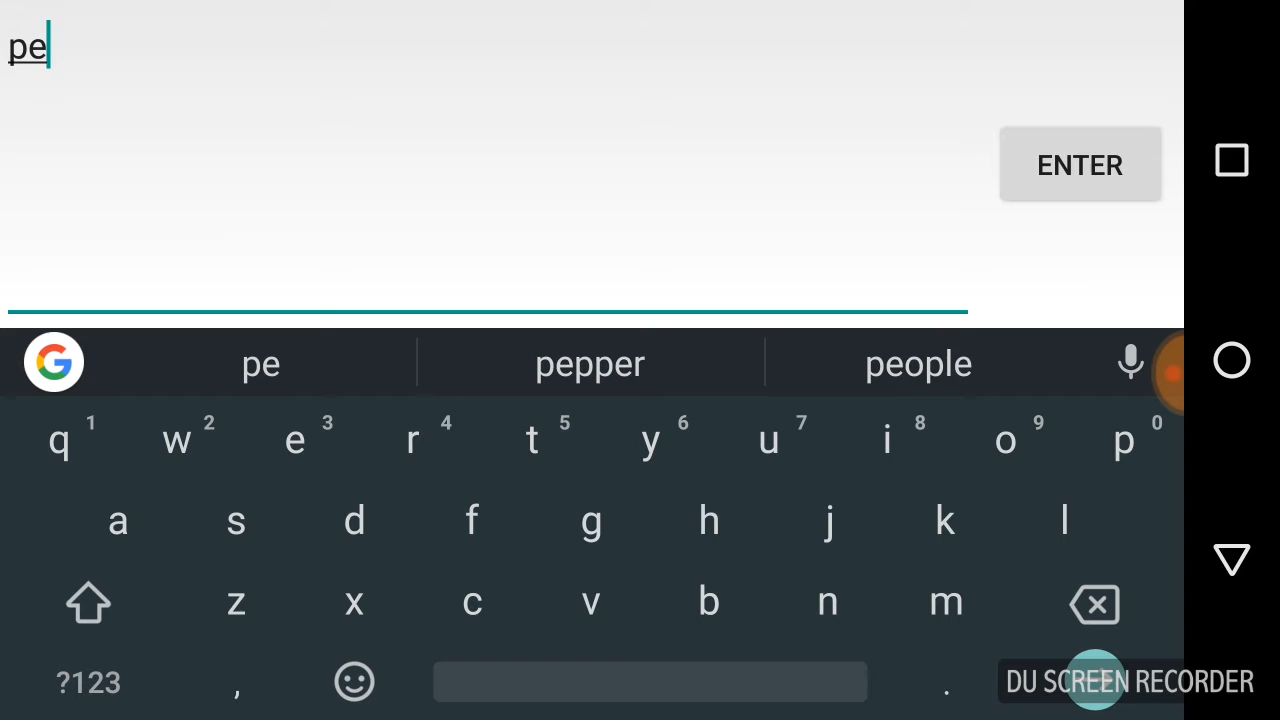 pe
ENTER
G pe pepper people
q 1 w 2 e 3 r 4 t 5 y 6 u 7 i 8 o 9 p 0
a s d f g h j k l
z x c v b n m
?123 , . DU SCREEN RECORDER